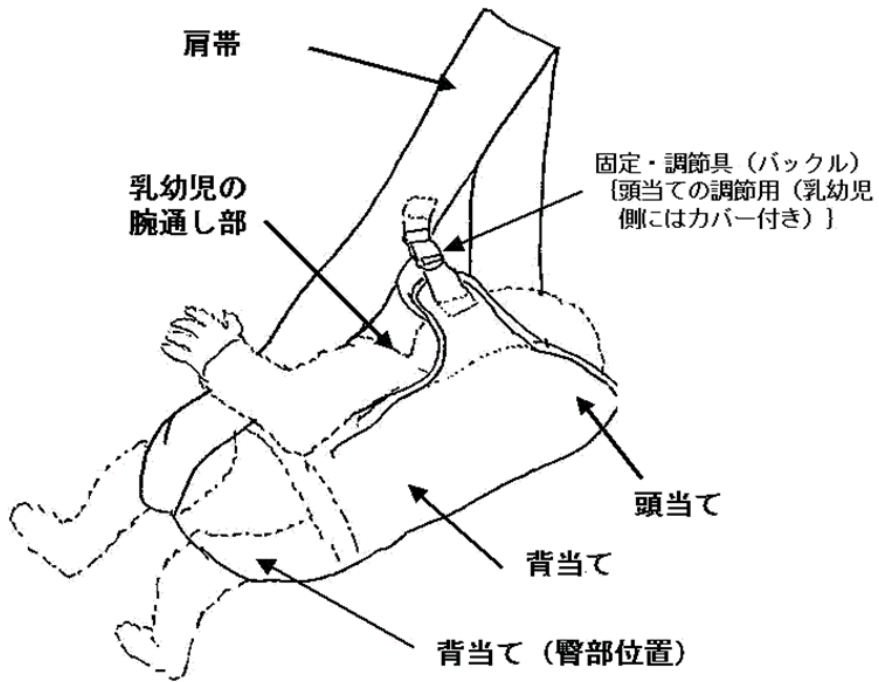 肩帯
固定・調節具（バックル）
｛頭当ての調節用（乳幼児
側にはカバー付き）｝
乳幼児の
腕通し部
頭当て
背当て
背当て（臀部位置）